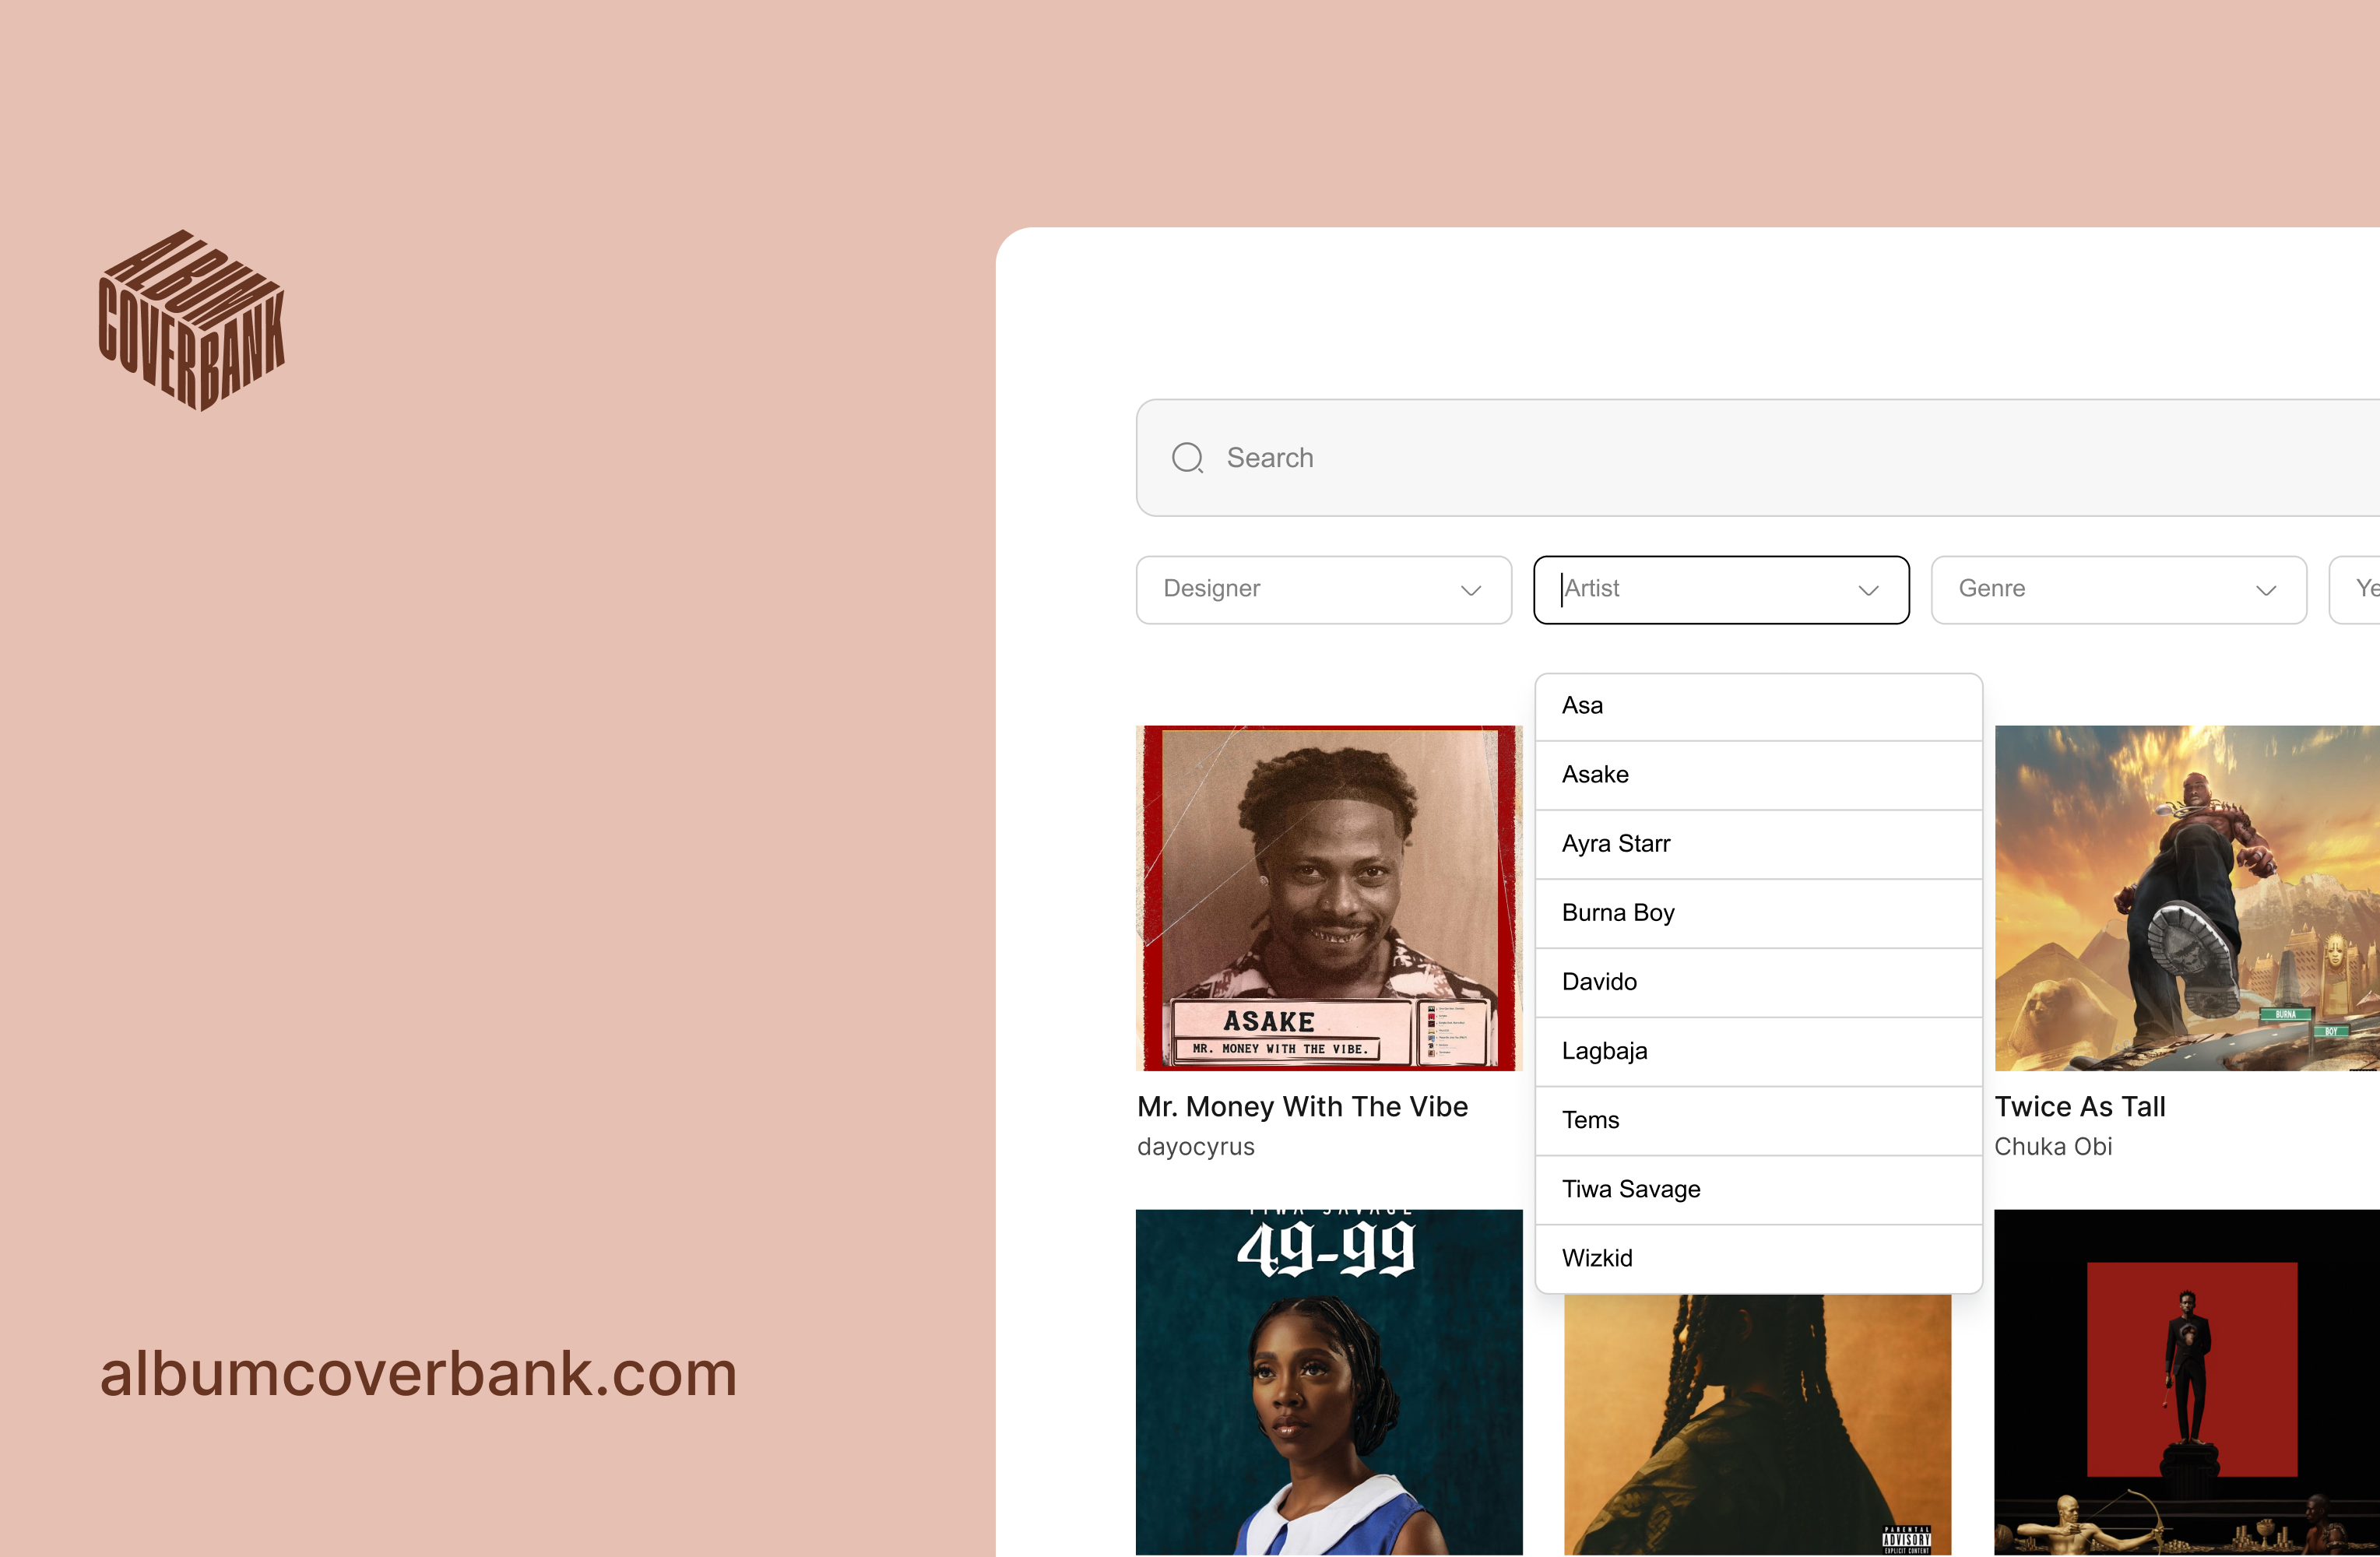 ALBUM
COVERBANK
albumcoverbank.com
Search
Designer
Artist
Genre
Ye
Asa
Asake
Ayra Starr
Burna Boy
Davido
Lagbaja
Tems
Tiwa Savage
Wizkid
ASAKE
MR. MONEY WITH THE VIBE.
Mr. Money With The Vibe
dayocyrus
BURNA
BOY
Twice As Tall
Chuka Obi
TIWA SAVAGE
49-99
PARENTAL
ADVISORY
EXPLICIT CONTENT